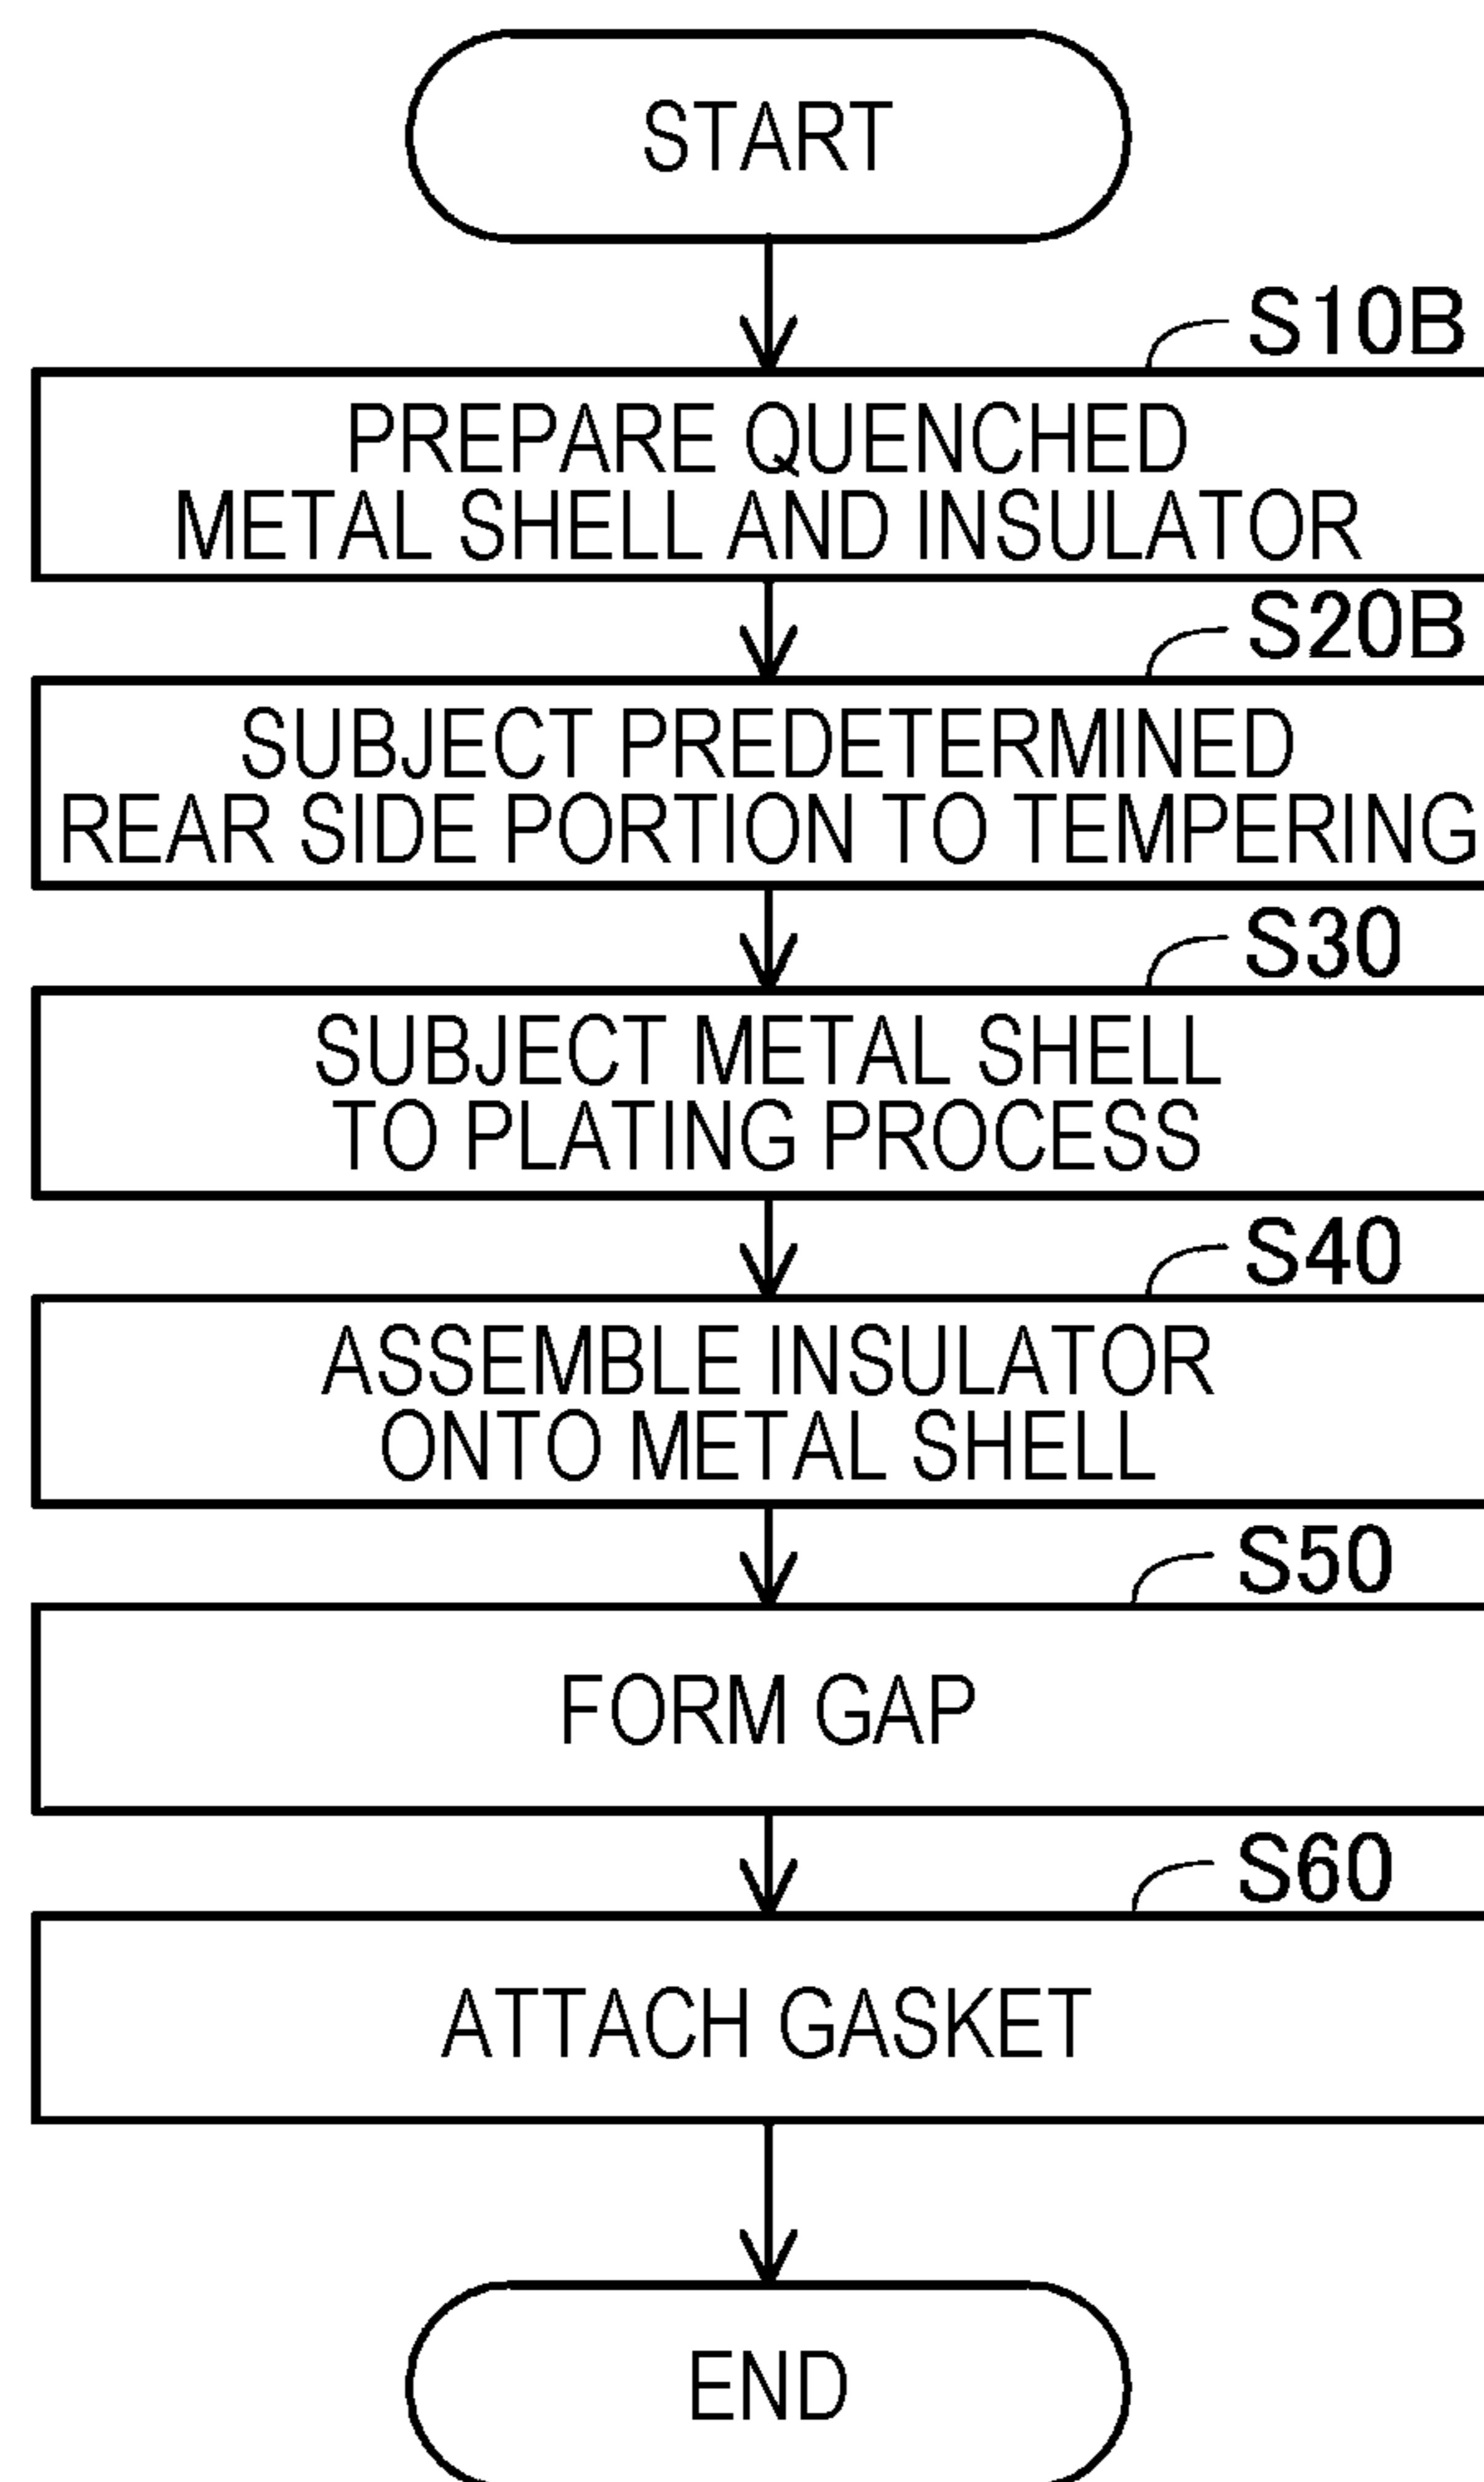 START
S10B
PREPARE QUENCHED
METAL SHELL AND INSULATOR
S20B
SUBJECT PREDETERMINED
REAR SIDE PORTION TO TEMPERING
S30
SUBJECT METAL SHELL
TO PLATING PROCESS
S40
ASSEMBLE INSULATOR
ONTO METAL SHELL
S50
FORM GAP
S60
ATTACH GASKET
END